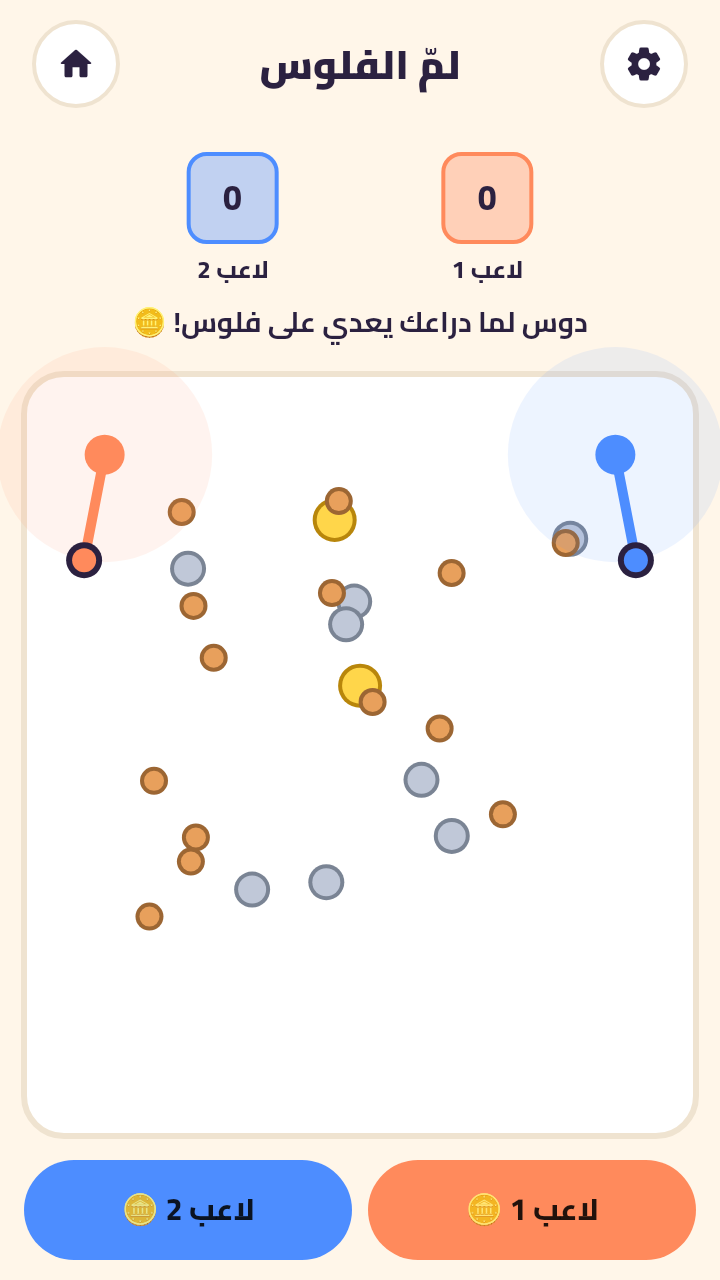 لمّ الفلوس
0
0
لاعب 1
لاعب 2
دوس لما دراعك يعدي على فلوس! 🪙
لاعب 1 🪙
لاعب 2 🪙